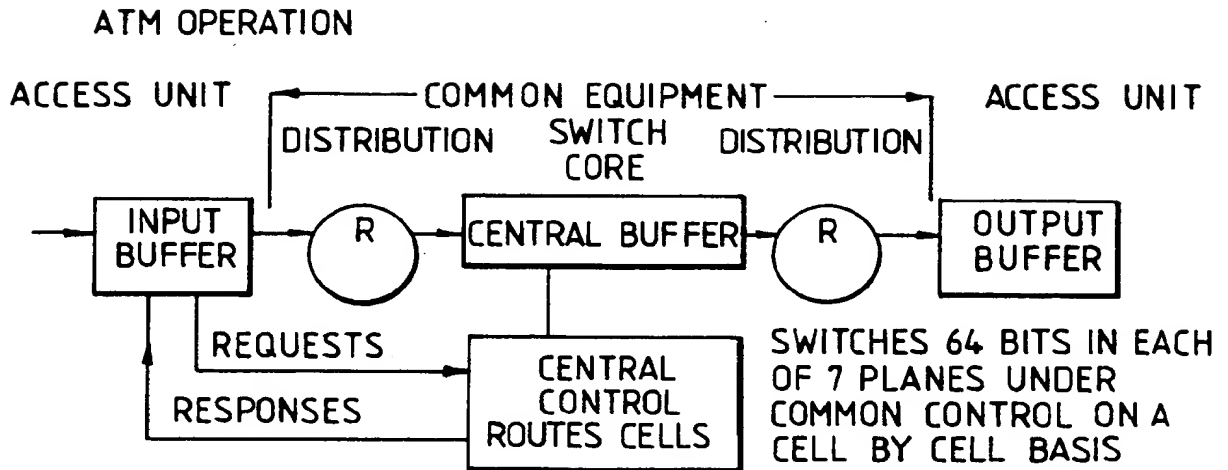 ATM OPERATION
ACCESS UNIT
COMMON EQUIPMENT
ACCESS UNIT
DISTRIBUTION
SWITCH
CORE
DISTRIBUTION
INPUT
BUFFER
R
CENTRAL BUFFER
R
OUTPUT
BUFFER
REQUESTS
RESPONSES
CENTRAL
CONTROL
ROUTES CELLS
SWITCHES 64 BITS IN EACH
OF 7 PLANES UNDER
COMMON CONTROL ON A
CELL BY CELL BASIS